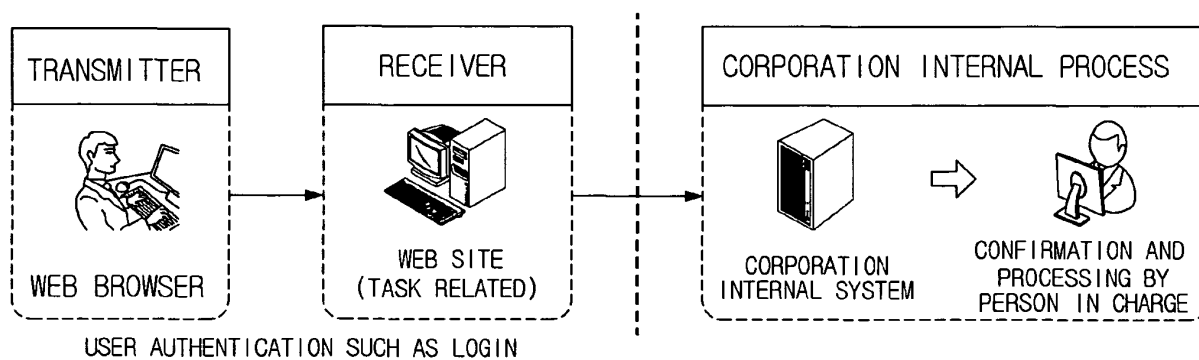 TRANSMITTER
WEB BROWSER
RECEIVER
WEB SITE
(TASK RELATED)
USER AUTHENTICATION SUCH AS LOGIN
CORPORATION INTERNAL PROCESS
CORPORATION
INTERNAL SYSTEM
CONFIRMATION AND
PROCESSING BY
PERSON IN CHARGE